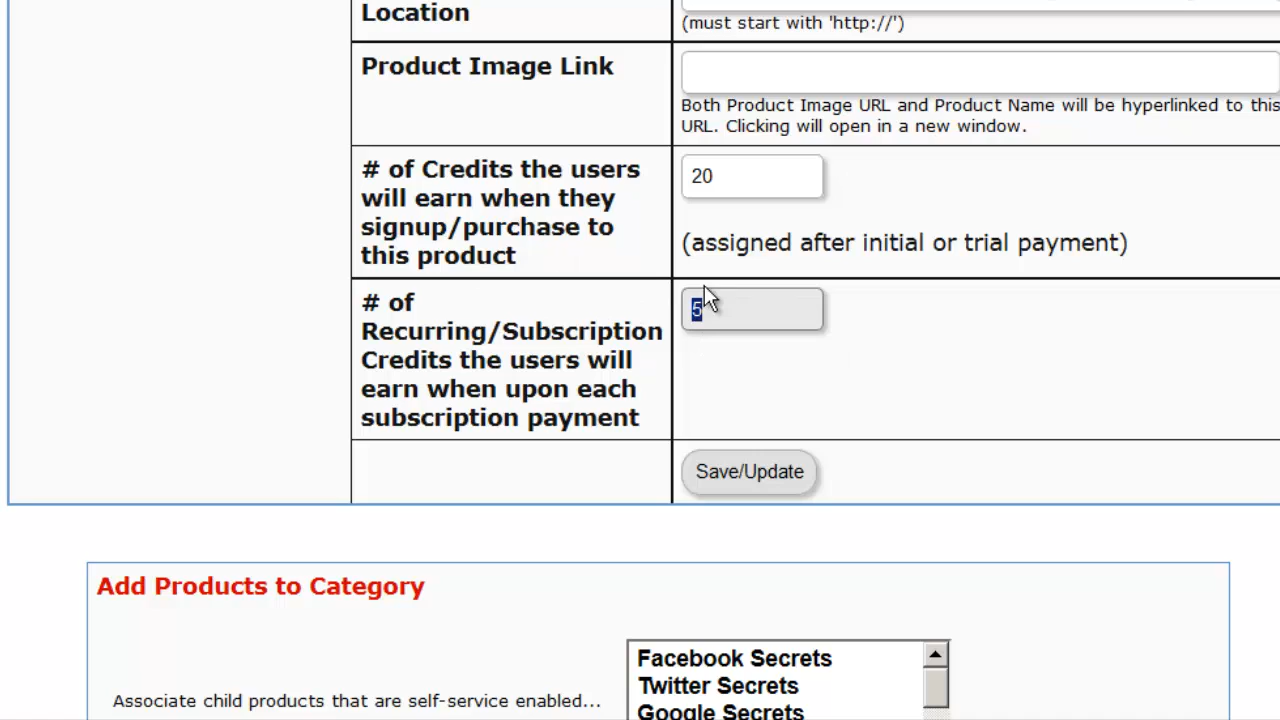 Location
(must start with 'http://')
Product Image Link
Both Product Image URL and Product Name will be hyperlinked to this
URL. Clicking will open in a new window.
# of Credits the users
will earn when they
signup/purchase to
this product
20
(assigned after initial or trial payment)
# of
Recurring/Subscription
Credits the users will
earn when upon each
subscription payment
5
Save/Update
Add Products to Category
Associate child products that are self-service enabled...
Facebook Secrets
Twitter Secrets
Google Secrets